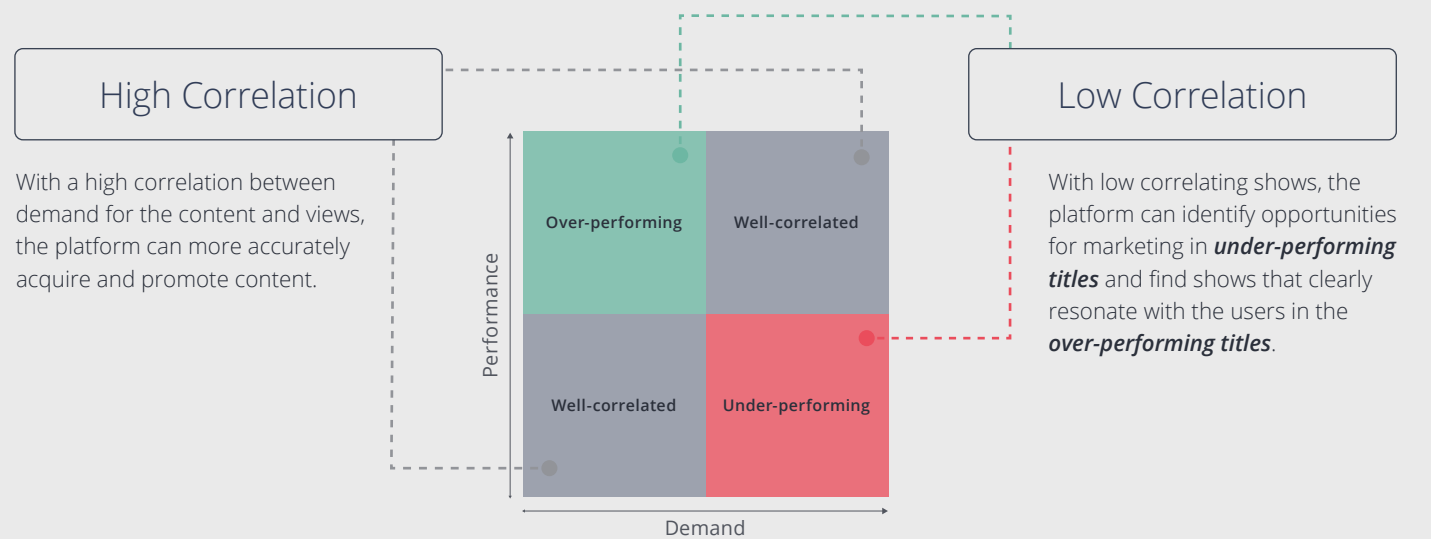 High Correlation
With a high correlation between
demand for the content and views,
the platform can more accurately
acquire and promote content.
Performance
Over-performing
Well-correlated
Well-correlated
Under-performing
Demand
Low Correlation
With low correlating shows, the
platform can identify opportunities
for marketing in under-performing
titles and find shows that clearly
resonate with the users in the
over-performing titles.